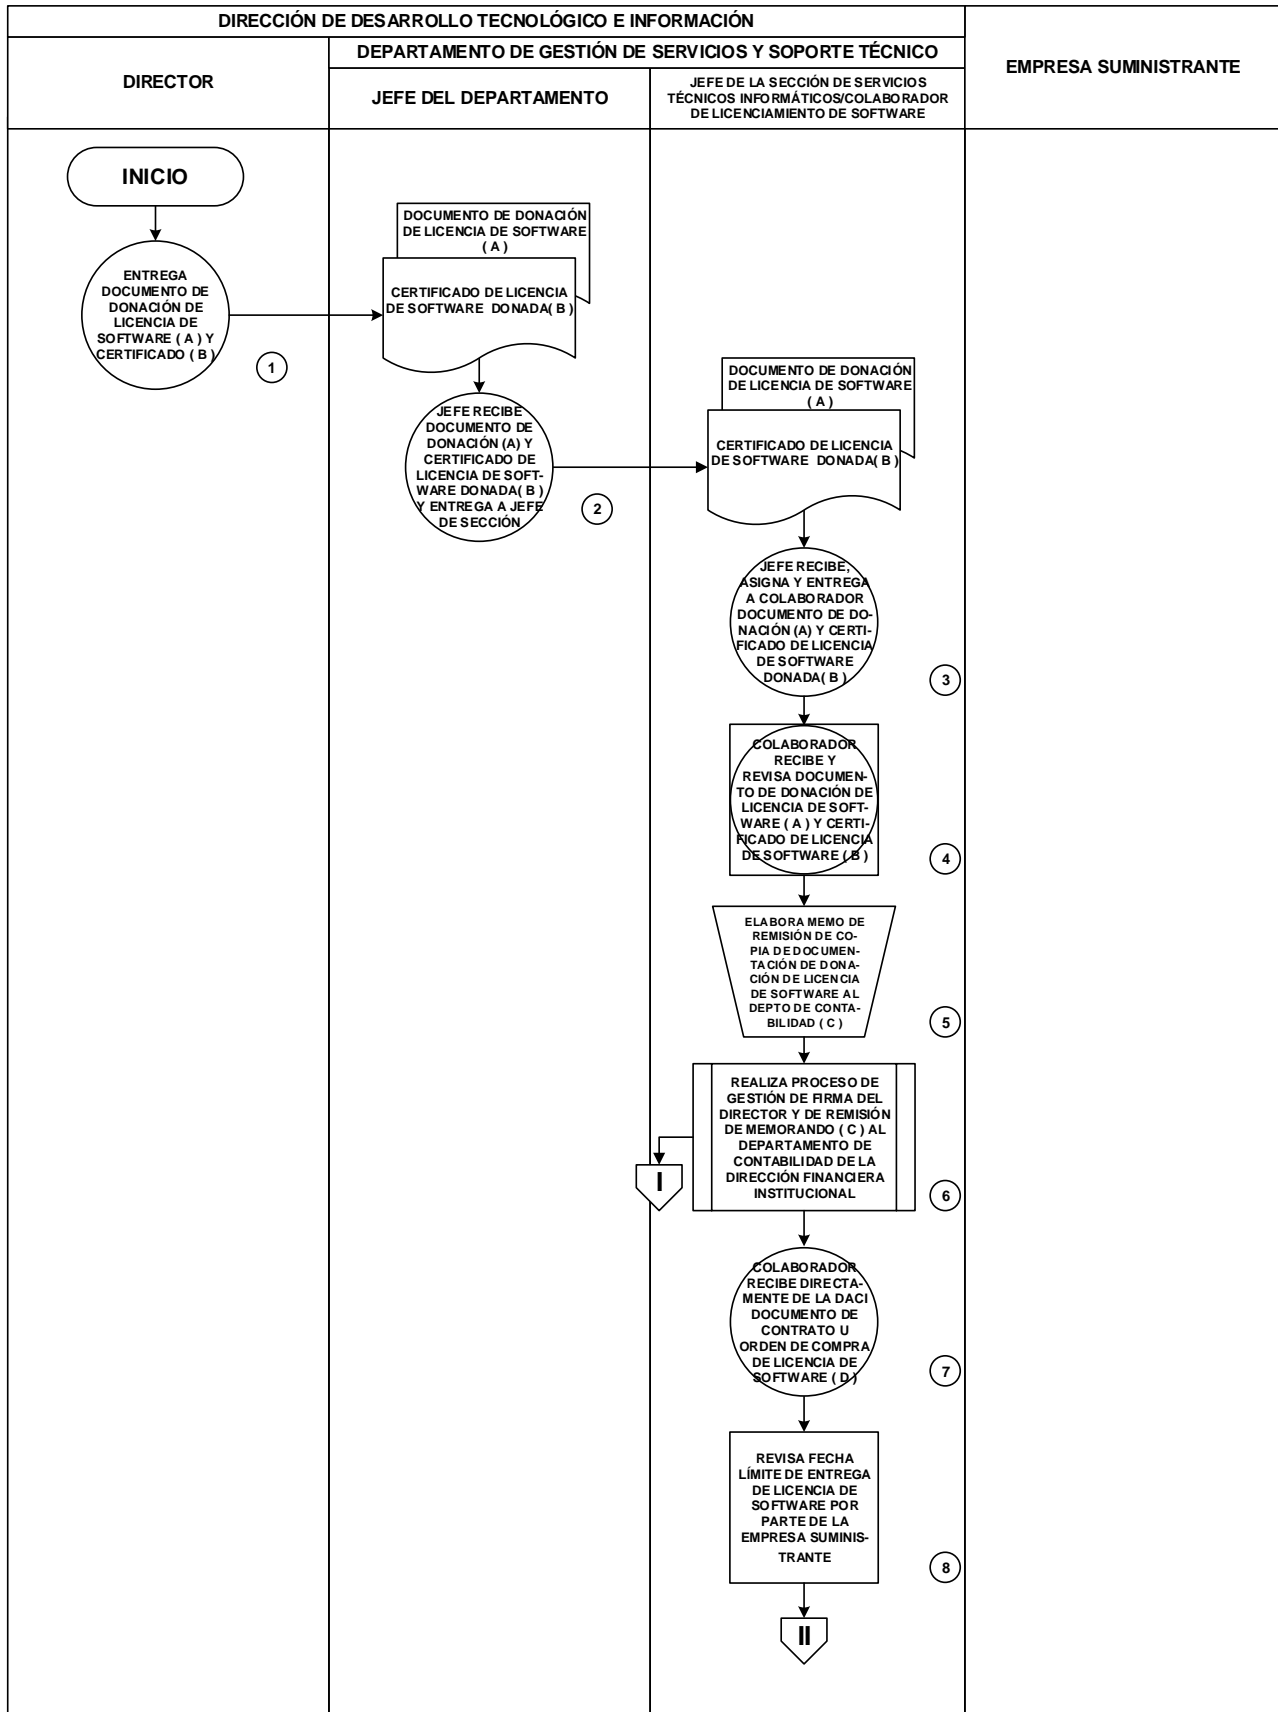 DIRECCIÓN DE DESARROLLO TECNOLÓGICO E INFORMACIÓN
DIRECTOR
DEPARTAMENTO DE GESTIÓN DE SERVICIOS Y SOPORTE TÉCNICO
JEFE DEL DEPARTAMENTO
JEFE DE LA SECCIÓN DE SERVICIOS
TÉCNICOS INFORMÁTICOS/COLABORADOR
DE LICENCIAMIENTO DE SOFTWARE
EMPRESA SUMINISTRANTE
INICIO
ENTREGA
DOCUMENTO DE
DONACIÓN DE
LICENCIA DE
SOFTWARE ( A ) Y
CERTIFICADO ( B )
1
DOCUMENTO DE DONACIÓN
DE LICENCIA DE SOFTWARE
( A )
CERTIFICADO DE LICENCIA
DE SOFTWARE DONADA( B )
JEFE RECIBE
DOCUMENTO DE
DONACIÓN (A) Y
CERTIFICADO DE
LICENCIA DE SOFT-
WARE DONADA( B )
Y ENTREGA A JEFE
DE SECCIÓN
2
DOCUMENTO DE DONACIÓN
DE LICENCIA DE SOFTWARE
( A )
CERTIFICADO DE LICENCIA
DE SOFTWARE DONADA( B )
JEFE RECIBE,
ASIGNA Y ENTREGA
A COLABORADOR
DOCUMENTO DE DO-
NACIÓN (A) Y CERTI-
FICADO DE LICENCIA
DE SOFTWARE
DONADA( B )
3
COLABORADOR
RECIBE Y
REVISA DOCUMEN-
TO DE DONACIÓN DE
LICENCIA DE SOFT-
WARE ( A ) Y CERTI-
FICADO DE LICENCIA
DE SOFTWARE ( B )
4
ELABORA MEMO DE
REMISIÓN DE CO-
PIA DE DOCUMEN-
TACIÓN DE DONA-
CIÓN DE LICENCIA
DE SOFTWARE AL
DEPTO DE CONTA-
BILIDAD ( C )
5
REALIZA PROCESO DE
GESTIÓN DE FIRMA DEL
DIRECTOR Y DE REMISIÓN
DE MEMORANDO ( C ) AL
DEPARTAMENTO DE
CONTABILIDAD DE LA
DIRECCIÓN FINANCIERA
INSTITUCIONAL
6
I
COLABORADOR
RECIBE DIRECTA-
MENTE DE LA DACI
DOCUMENTO DE
CONTRATO U
ORDEN DE COMPRA
DE LICENCIA DE
SOFTWARE ( D )
7
REVISA FECHA
LÍMITE DE ENTREGA
DE LICENCIA DE
SOFTWARE POR
PARTE DE LA
EMPRESA SUMINIS-
TRANTE
8
II